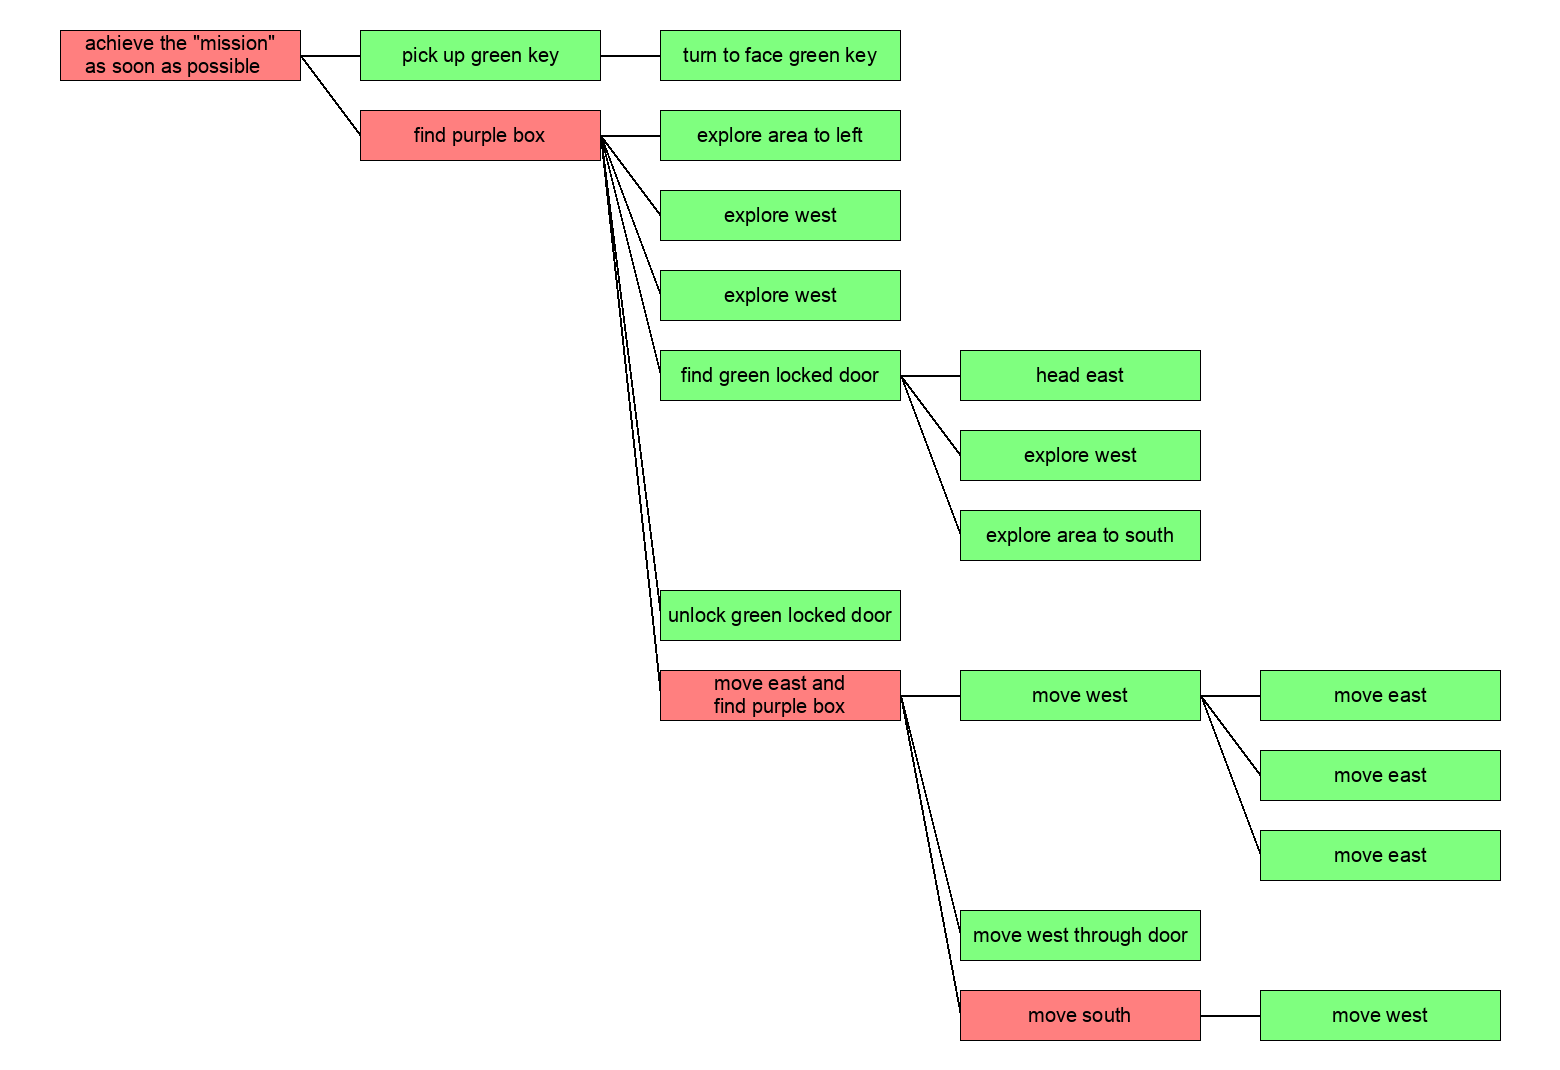 achieve the "mission"
as soon as possible
pick up green key
turn to face green key
find purple box
explore area to left
explore west
explore west
find green locked door
head east
explore west
explore area to south
unlock green locked door
move east and
find purple box
move west
move east
move east
move east
move west through door
move south
move west